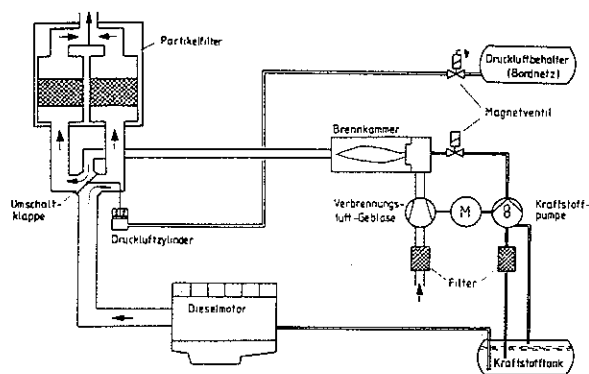 Partikelfilter
Druckluftbehälter
(Bordnetz)
Magnetventil
Brennkammer
Umschalt-
klappe
Druckluftzylinder
Verbrennungs-
luft-Gebläse
M
Kraftstoff-
pumpe
Filter
Dieselmotor
Kraftstofftank